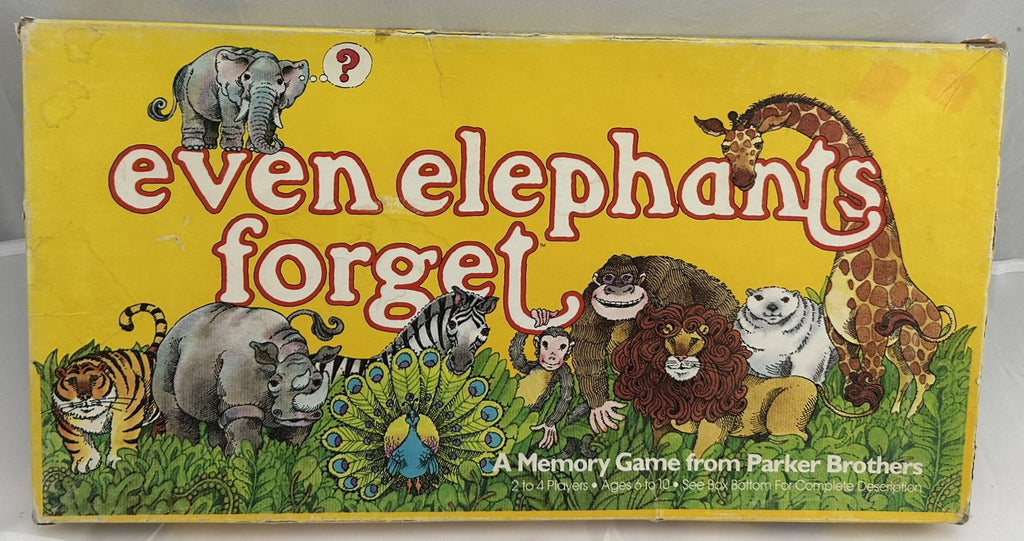 ?
even elephants
forget™
A Memory Game from Parker Brothers
2 to 4 Players • Ages 6 to 10 • See Box Bottom For Complete Description